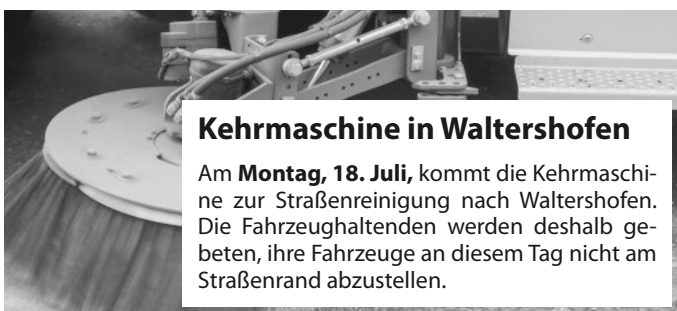 Kehrmaschine in Waltershofen
Am Montag, 18. Juli, kommt die Kehrmaschi-
ne zur Straßenreinigung nach Waltershofen.
Die Fahrzeughaltenden werden deshalb ge-
beten, ihre Fahrzeuge an diesem Tag nicht am
Straßenrand abzustellen.